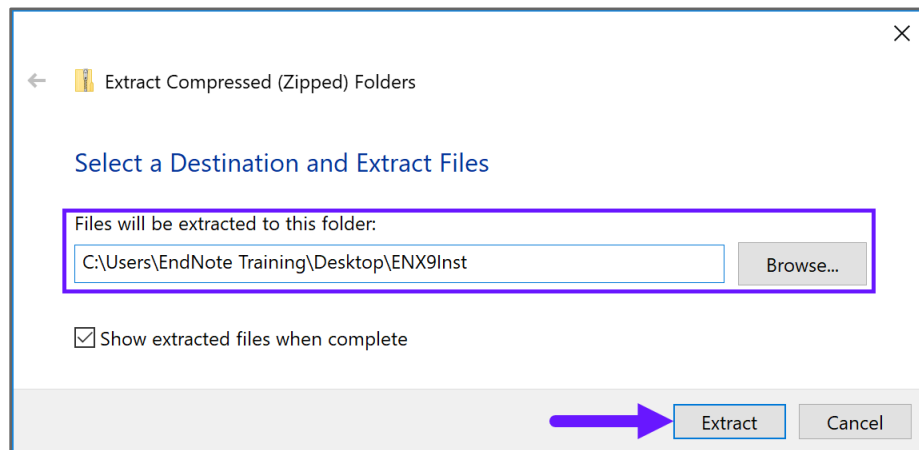 Extract Compressed (Zipped) Folders
Select a Destination and Extract Files
Files will be extracted to this folder:
C:\Users\EndNote Training\Desktop\ENX9Inst
Browse...
Show extracted files when complete
Extract
Cancel